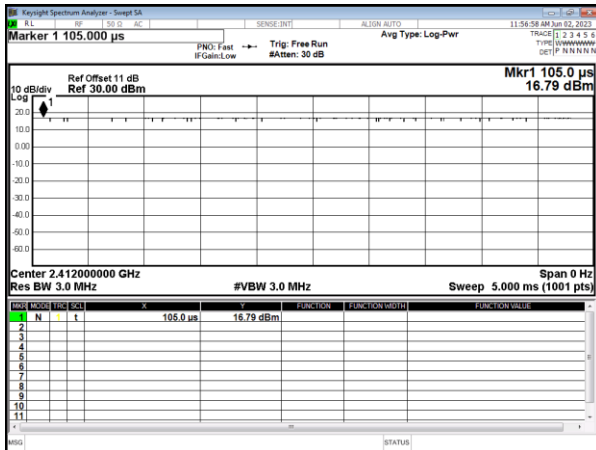 Keysight Spectrum Analyzer - Swept SA
RL RF 50 Ω AC SENSE:INT ALIGN AUTO 11:56:58 AM Jun 02, 2023
Marker 1 105.000 µs
PNO: Fast
IFGain:Low
Trig: Free Run
#Atten: 30 dB
Avg Type: Log-Pwr
TRACE 1 2 3 4 5 6
TYPE WWWWWW
DET P N N N N N
Ref Offset 11 dB
10 dB/div Ref 30.00 dBm
Log
Mkr1 105.0 µs
16.79 dBm
1
20.0
10.0
0.00
-10.0
-20.0
-30.0
-40.0
-50.0
-60.0
Center 2.412000000 GHz Span 0 Hz
Res BW 3.0 MHz #VBW 3.0 MHz Sweep 5.000 ms (1001 pts)
MKR MODE TRC SCL X Y FUNCTION FUNCTION WIDTH FUNCTION VALUE
1 N 1 t 105.0 µs 16.79 dBm
2
3
4
5
6
7
8
9
10
11
MSG STATUS